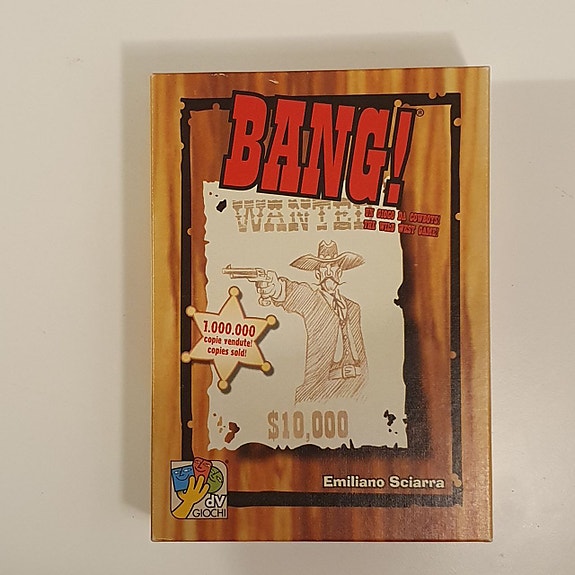 BANG!®
WANTED
UN GIOCO DA COWBOYS!
THE WILD WEST GAME!
1.000.000
copie vendute!
copies sold!
$10,000
Emiliano Sciarra
dV
GIOCHI